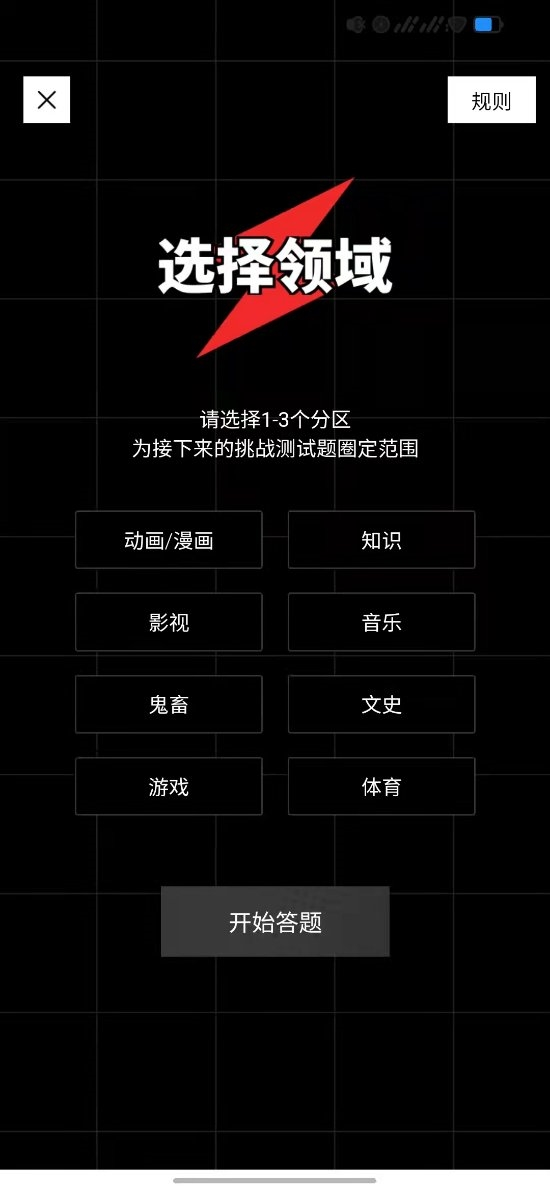 规则
选择领域
请选择1-3个分区
为接下来的挑战测试题圈定范围
动画/漫画
知识
影视
音乐
鬼畜
文史
游戏
体育
开始答题